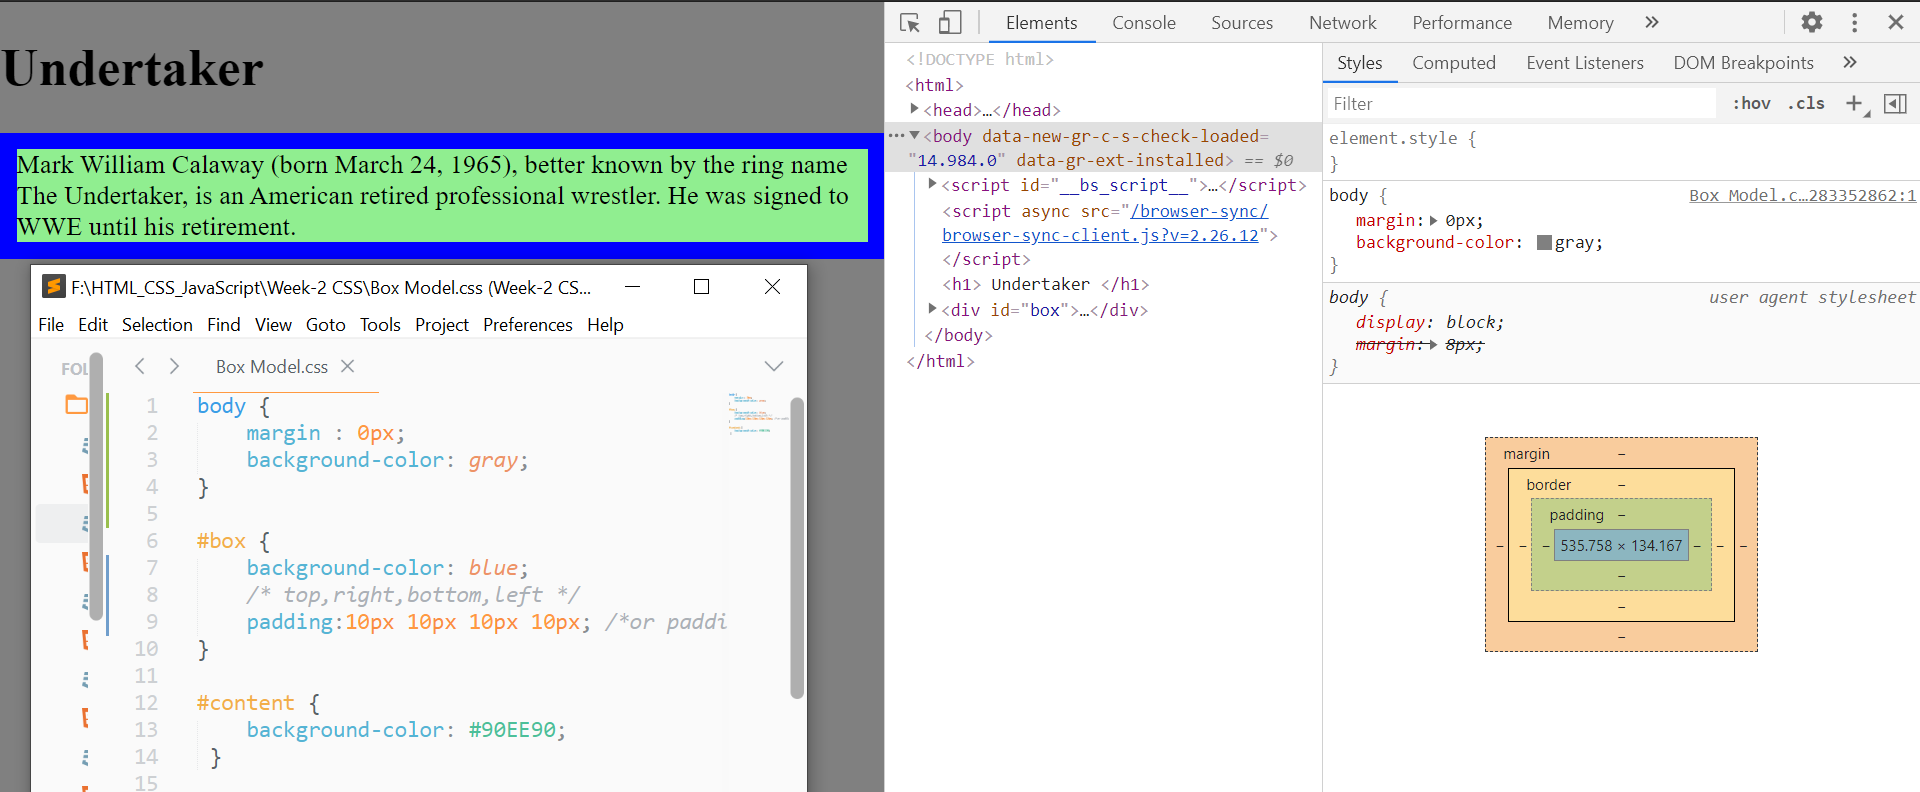 Undertaker
Mark William Calaway (born March 24, 1965), better known by the ring name
The Undertaker, is an American retired professional wrestler. He was signed to
WWE until his retirement.
F:\HTML_CSS_JavaScript\Week-2 CSS\Box Model.css (Week-2 CS...
File Edit Selection Find View Goto Tools Project Preferences Help
FOL
Box Model.css
1 body {
2 margin : 0px;
3 background-color: gray;
4 }
5
6 #box {
7 background-color: blue;
8 /* top,right,bottom,left */
9 padding:10px 10px 10px 10px; /*or paddi
10 }
11
12 #content {
13 background-color: #90EE90;
14 }
15
Elements Console Sources Network Performance Memory »
<!DOCTYPE html>
<html>
<head>…</head>
<body data-new-gr-c-s-check-loaded=
"14.984.0" data-gr-ext-installed> == $0
<script id="__bs_script__">…</script>
<script async src="/browser-sync/
browser-sync-client.js?v=2.26.12">
</script>
<h1> Undertaker </h1>
<div id="box">…</div>
</body>
</html>
Styles Computed Event Listeners DOM Breakpoints »
Filter :hov .cls +
element.style {
}
body { Box Model.c…283352862:1
margin: 0px;
background-color: gray;
}
body { user agent stylesheet
display: block;
margin: 8px;
}
margin –
border –
padding –
– – – 535.758 × 134.167 – – –
–
–
–